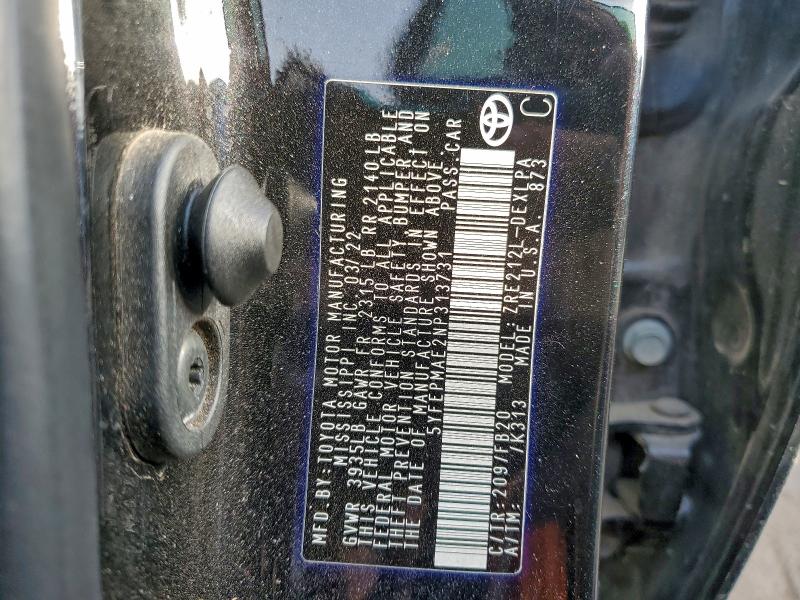 MFD.BY:TOYOTA MOTOR MANUFACTURING
MISSISSIPPI INC. 03/22
GVWR 3935LB GAWR FR 2315LB RR 2140LB
THIS VEHICLE CONFORMS TO ALL APPLICABLE
FEDERAL MOTOR VEHICLE SAFETY, BUMPER AND
THEFT PREVENTION STANDARDS IN EFFECT ON
THE DATE OF MANUFACTURE SHOWN ABOVE.
5YFEPMAE2NP313731 PASS.CAR
C/TR:209/FB20 MODEL:ZRE212L-DEXLPA
A/TM: /K313 MADE IN U.S.A. 873
C